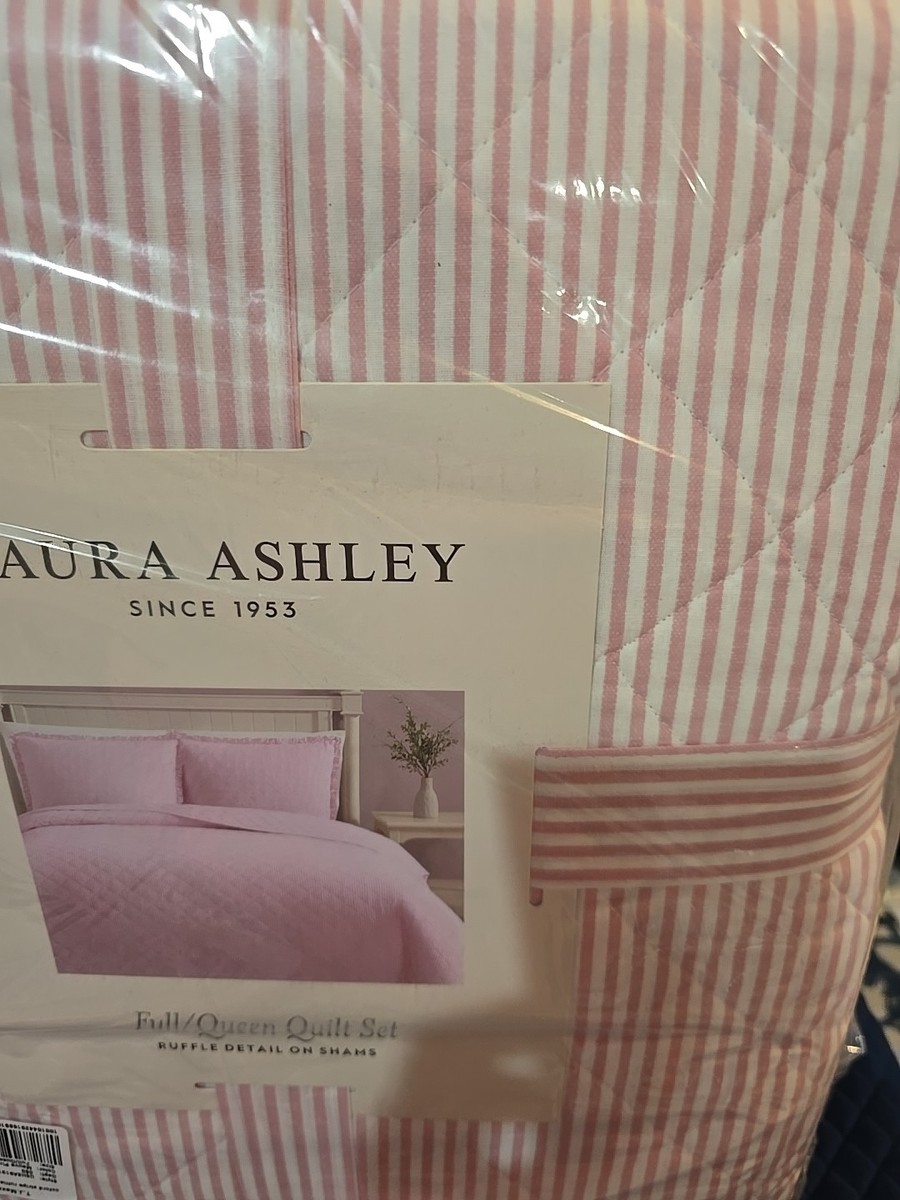 AURA ASHLEY
SINCE 1953
Full/Queen Quilt Set
RUFFLE DETAIL ON SHAMS